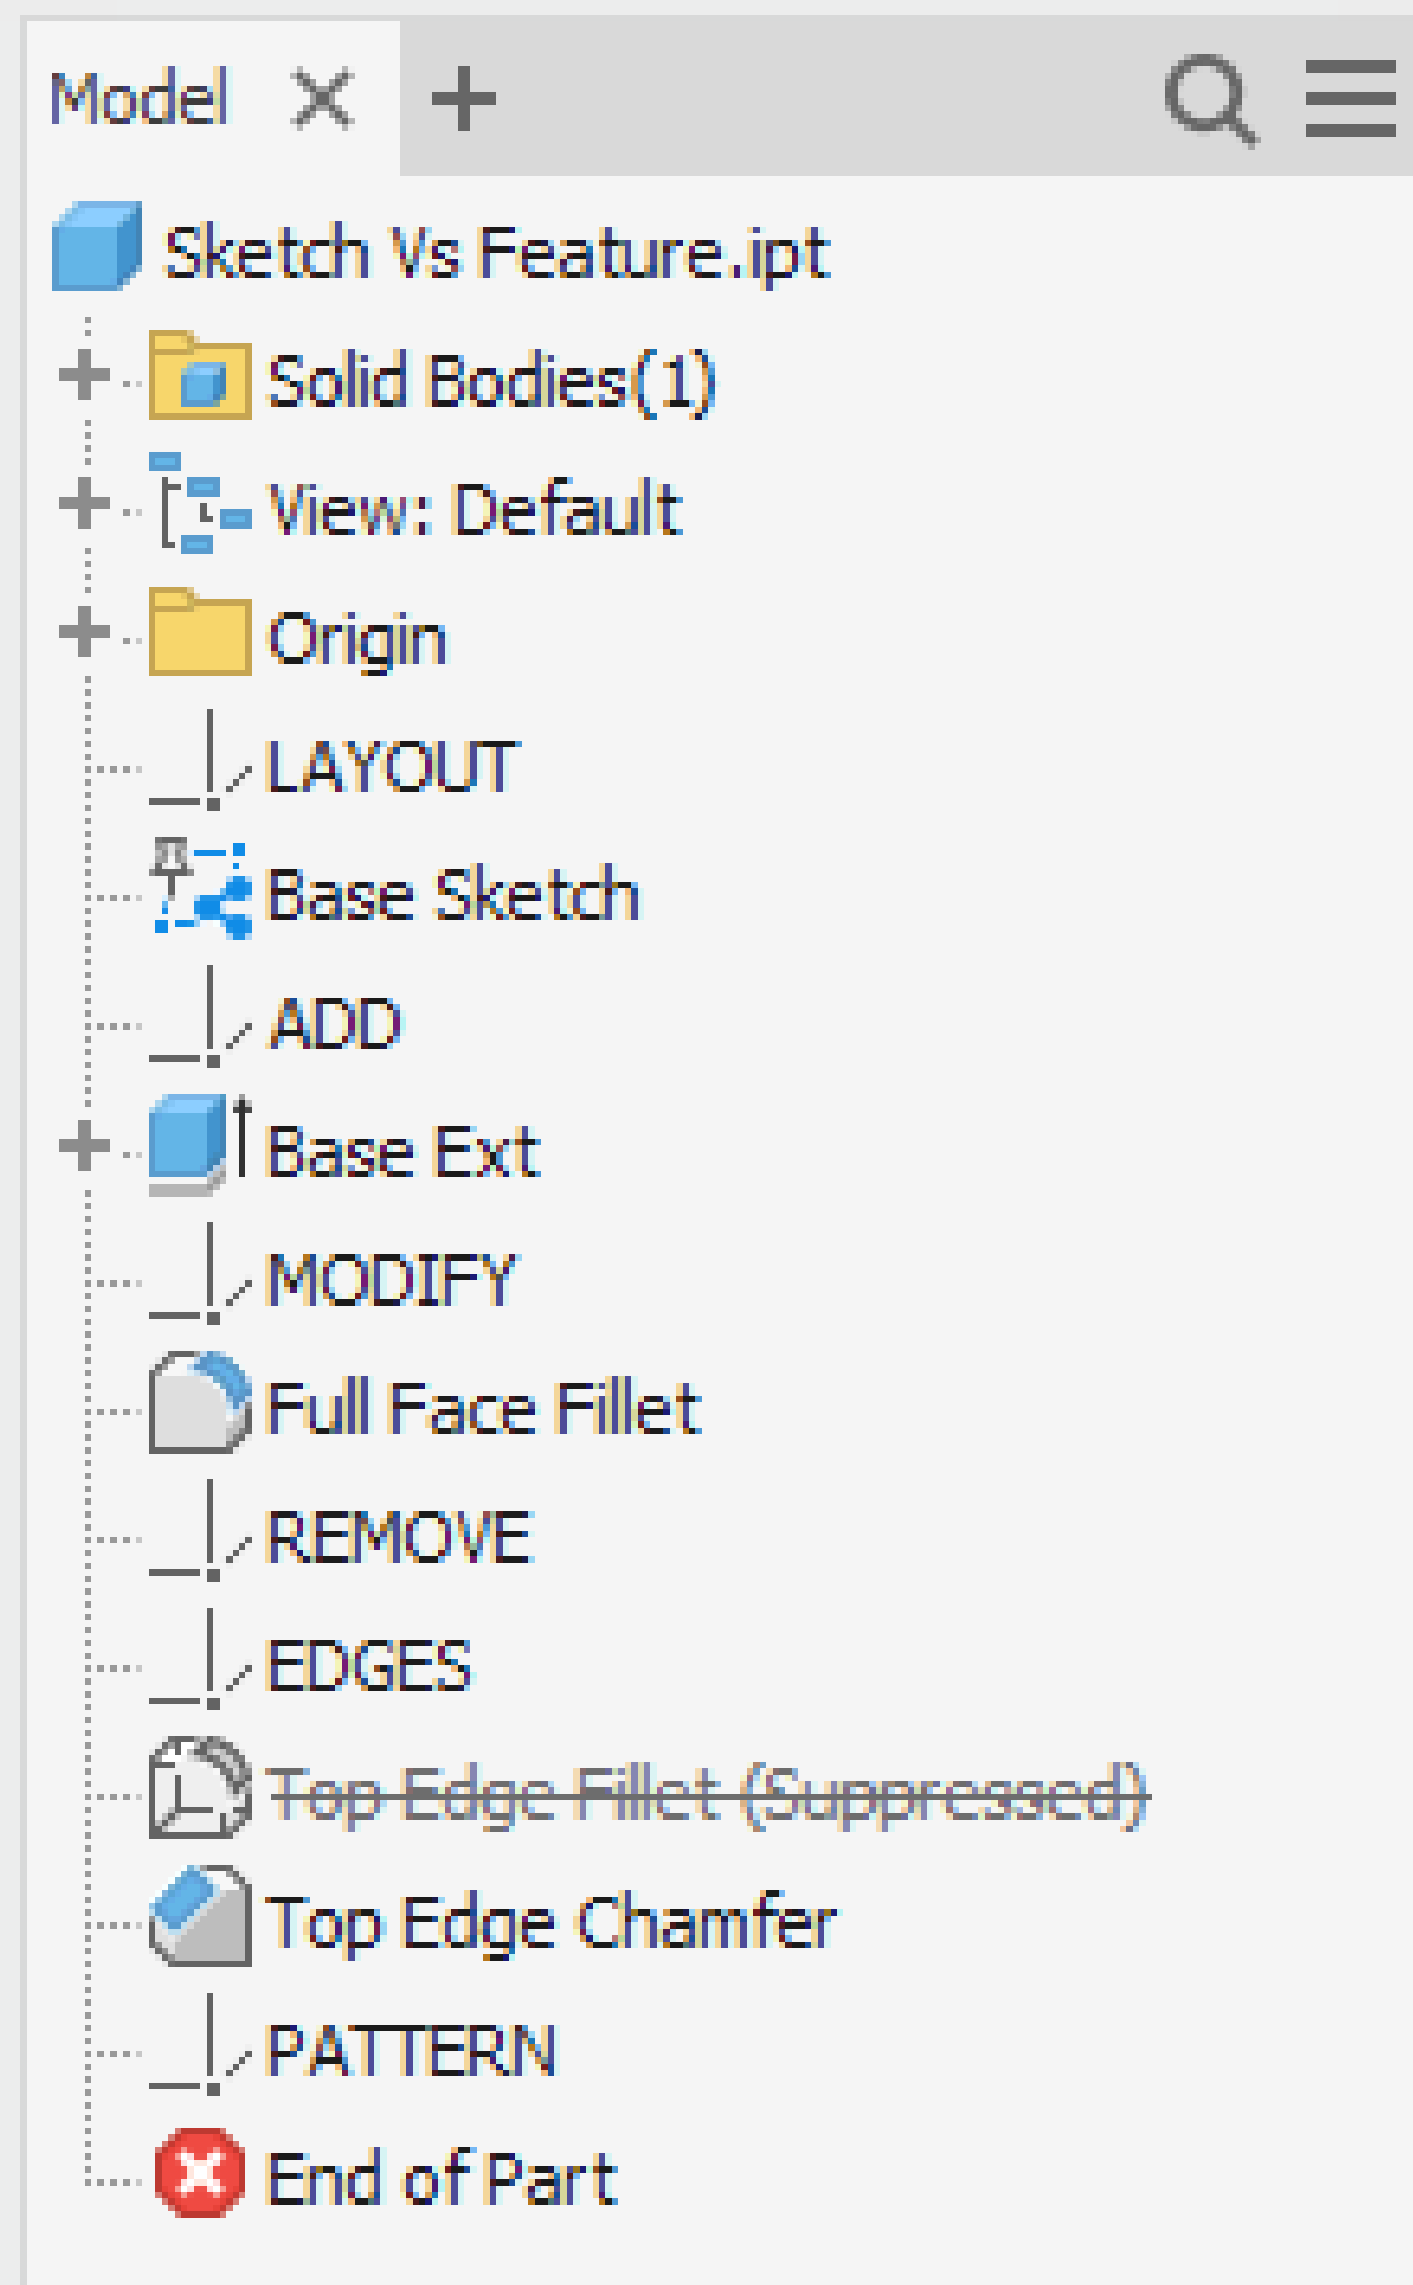 Model
Sketch Vs Feature.ipt
Solid Bodies(1)
View: Default
Origin
LAYOUT
Base Sketch
ADD
Base Ext
MODIFY
Full Face Fillet
REMOVE
EDGES
Top Edge Fillet (Suppressed)
Top Edge Chamfer
PATTERN
End of Part